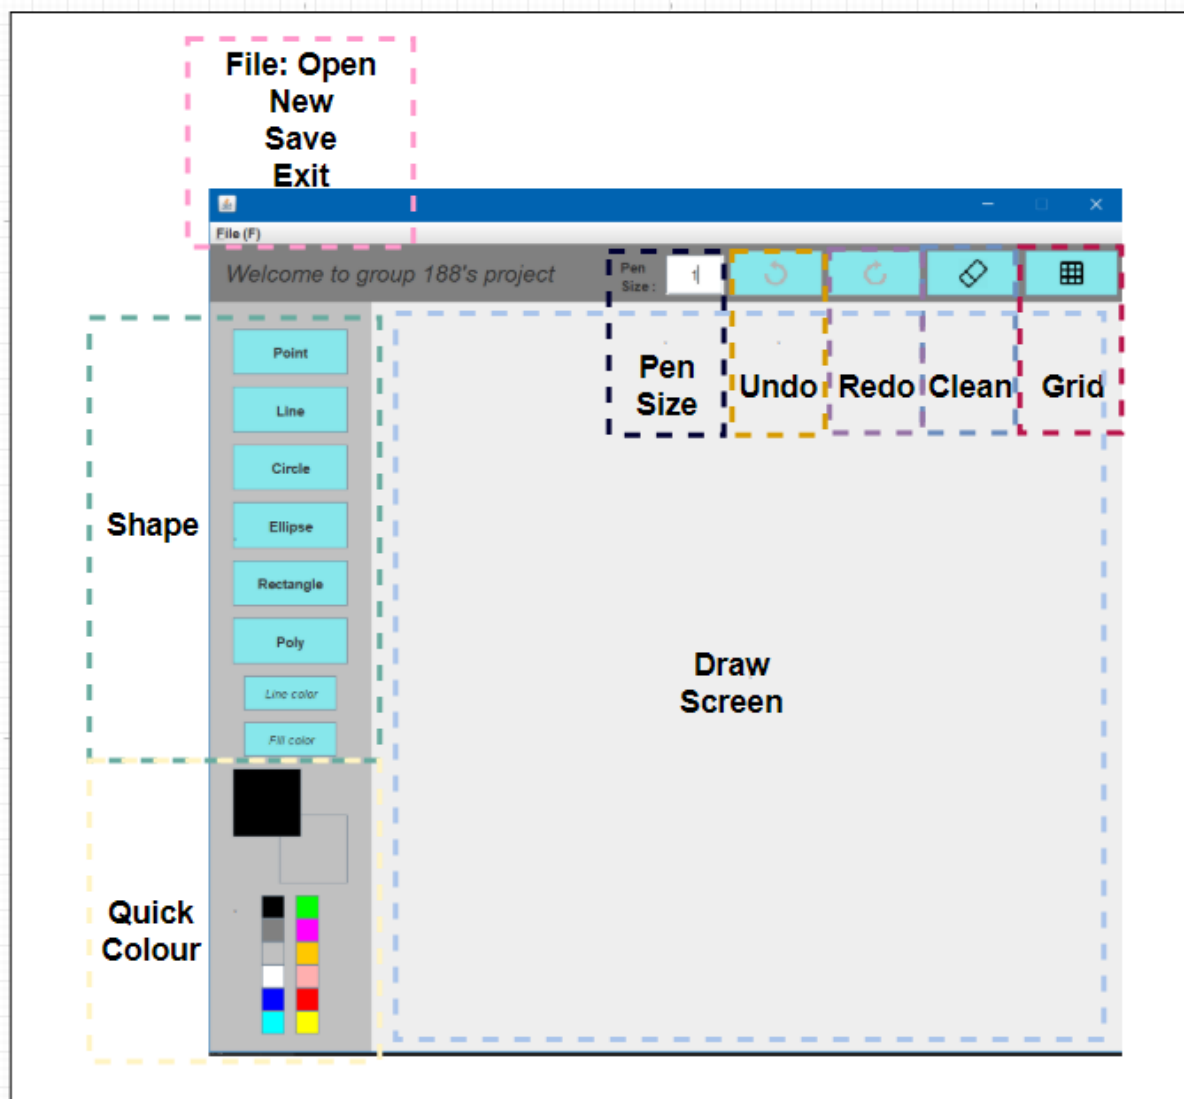 File: Open
New
Save
Exit
File (F)
Welcome to group 188's project
Pen
Size :
1
Pen
Size
Undo
Redo
Clean
Grid
Shape
Point
Line
Circle
Ellipse
Rectangle
Poly
Line color
Fill color
Draw
Screen
Quick
Colour